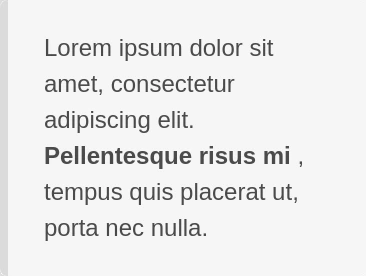 Lorem ipsum dolor sit
amet, consectetur
adipiscing elit.
Pellentesque risus mi ,
tempus quis placerat ut,
porta nec nulla.